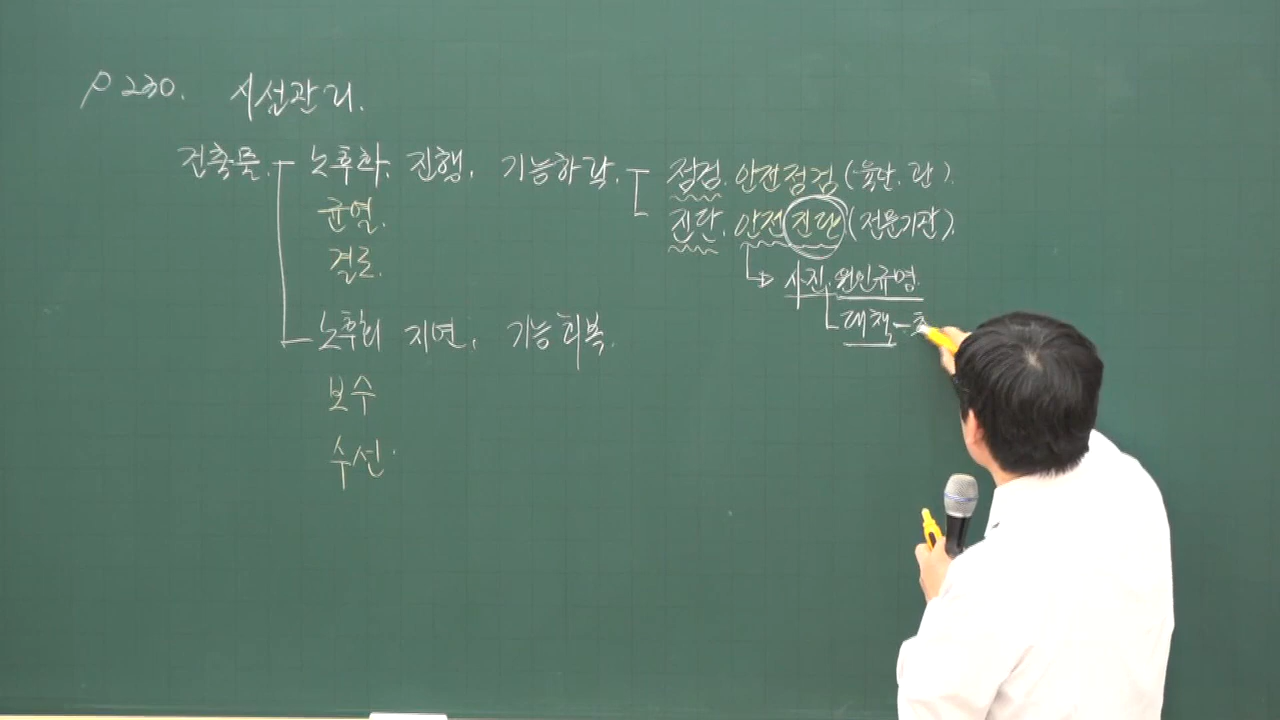 P 230. 시설관리.
건축물. 노후화. 진행. 기능하락. 점검. 안전점검 (육안. 관).
균열. 진단. 안전진단 (전문기관).
결로. 사진. 원인규명.
노후화 지연. 기능회복. 대책-
보수
수선.